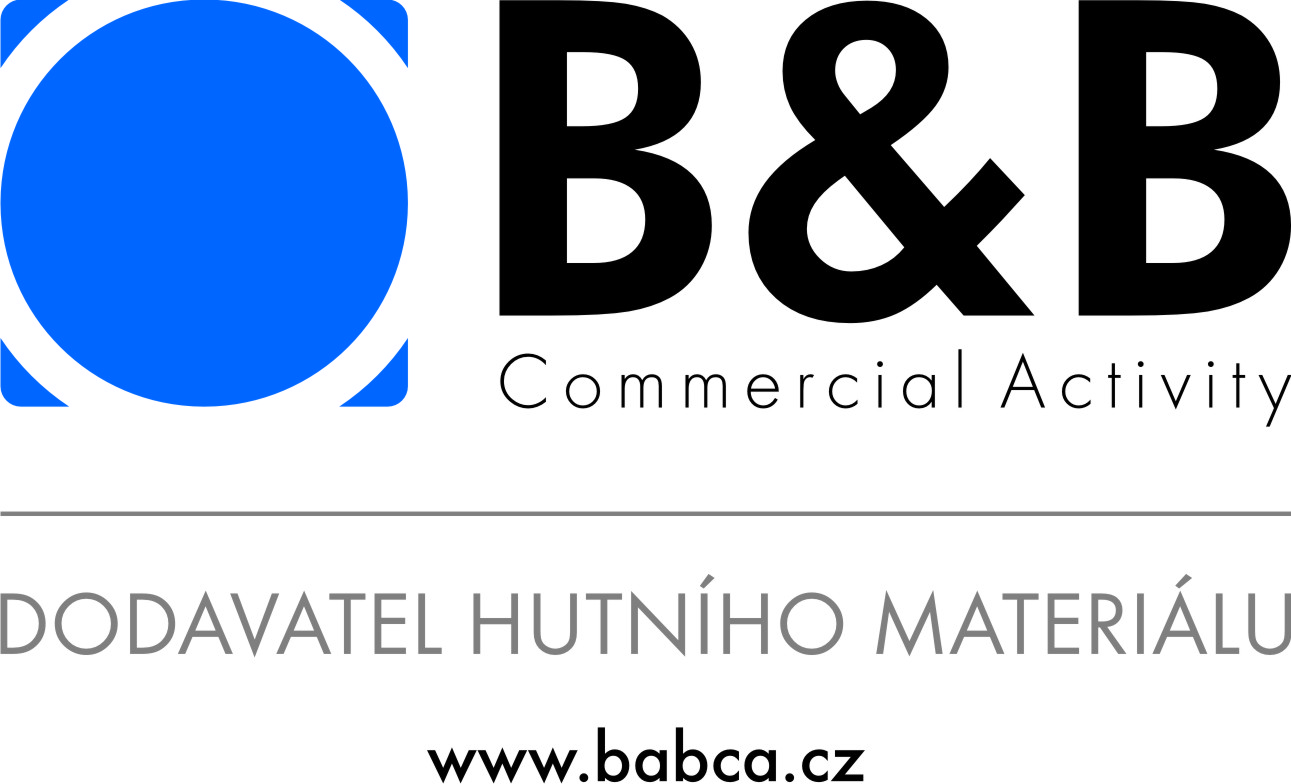 B&B
Commercial Activity
DODAVATEL HUTNÍHO MATERIÁLU
www.babca.cz